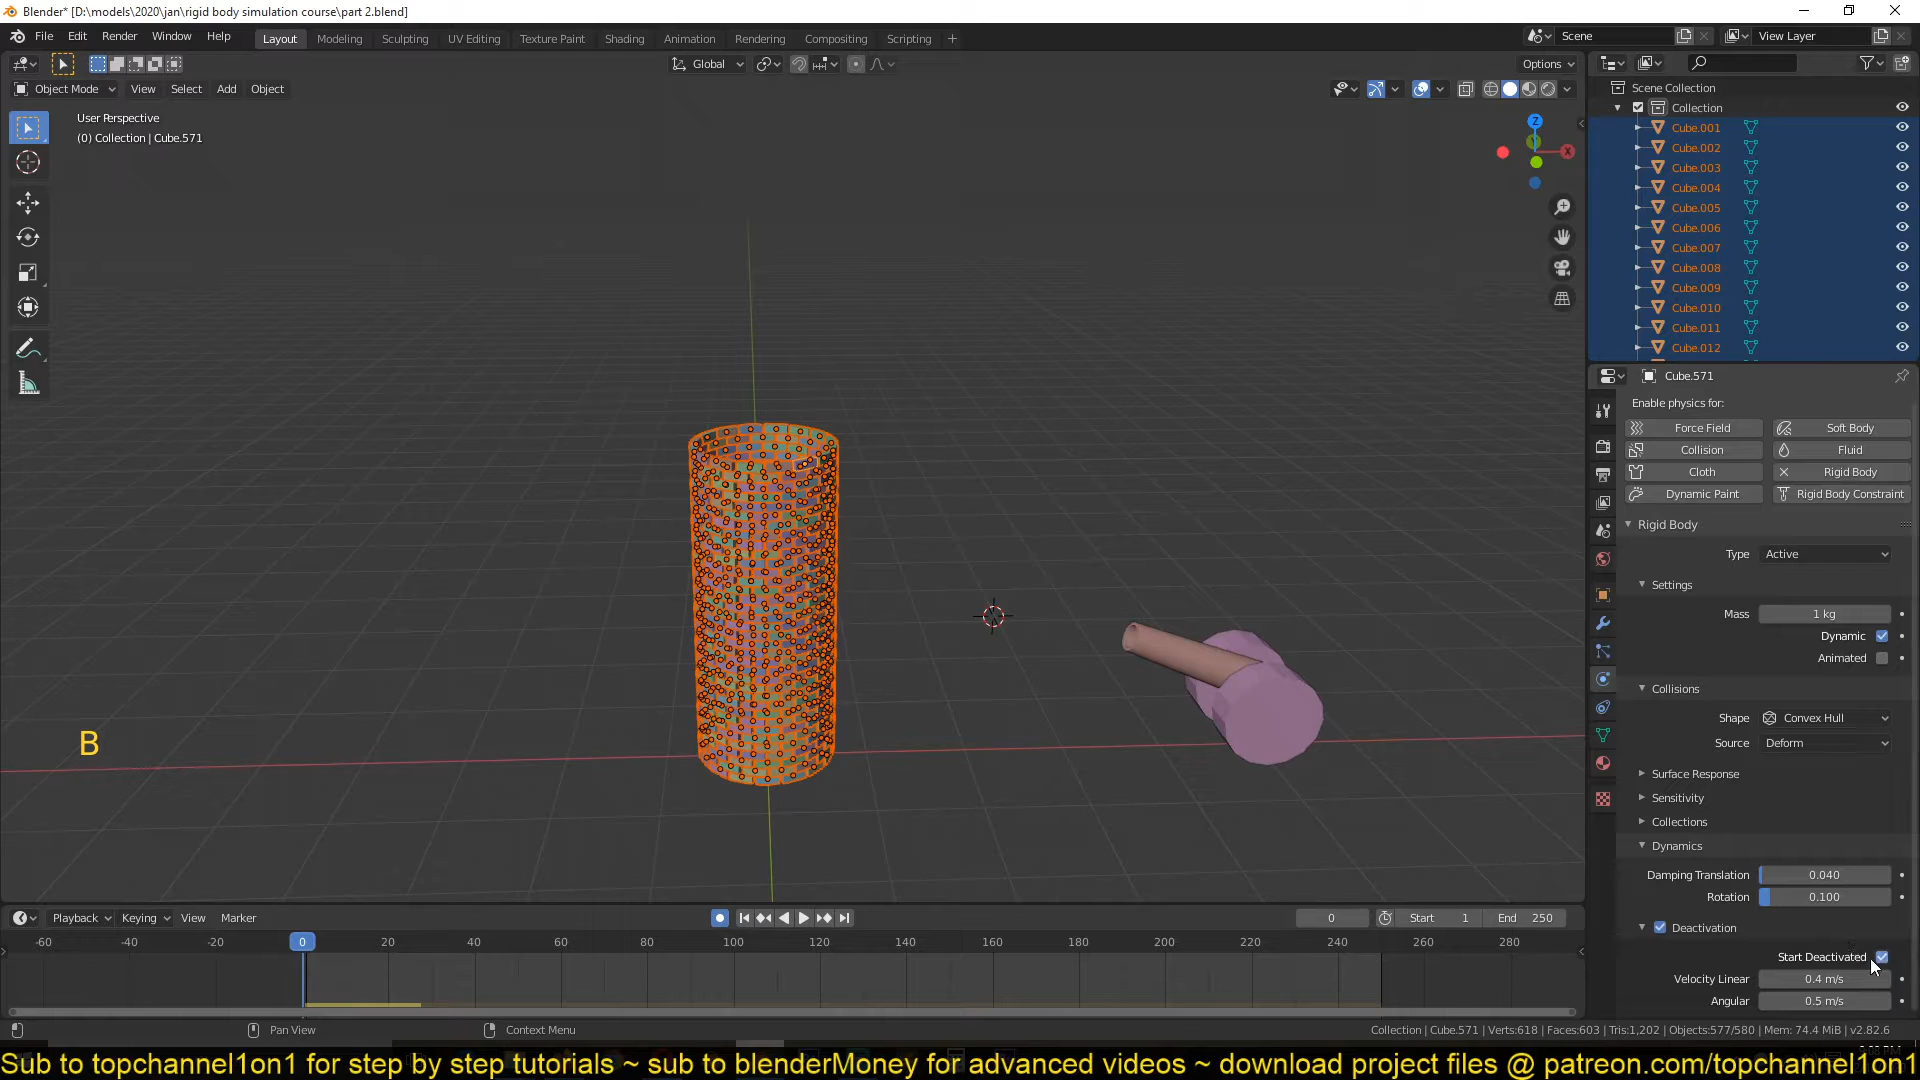 Blender* [D:\models\2020\jan\rigid body simulation course\part 2.blend]
File Edit Render Window Help
Layout Modeling Sculpting UV Editing Texture Paint Shading Animation Rendering Compositing Scripting +
Scene
View Layer
Global
Options
Object Mode View Select Add Object
User Perspective
(0) Collection | Cube.571
Z
X
Scene Collection
Collection
Cube.001
Cube.002
Cube.003
Cube.004
Cube.005
Cube.006
Cube.007
Cube.008
Cube.009
Cube.010
Cube.011
Cube.012
Cube.571
Enable physics for:
Force Field Soft Body
Collision Fluid
Cloth Rigid Body
Dynamic Paint Rigid Body Constraint
Rigid Body
Type Active
Settings
Mass 1 kg
Dynamic
Animated
Collisions
Shape Convex Hull
Source Deform
Surface Response
Sensitivity
Collections
Dynamics
Damping Translation 0.040
Rotation 0.100
Deactivation
Start Deactivated
Velocity Linear 0.4 m/s
Angular 0.5 m/s
B
Playback Keying View Marker
0 Start 1 End 250
-60 -40 -20 0 20 40 60 80 100 120 140 160 180 200 220 240 260 280
Pan View
Context Menu
Collection | Cube.571 | Verts:618 | Faces:603 | Tris:1,202 | Objects:577/580 | Mem: 74.4 MiB | v2.82.6
Sub to topchannel1on1 for step by step tutorials ~ sub to blenderMoney for advanced videos ~ download project files @ patreon.com/topchannel1on1